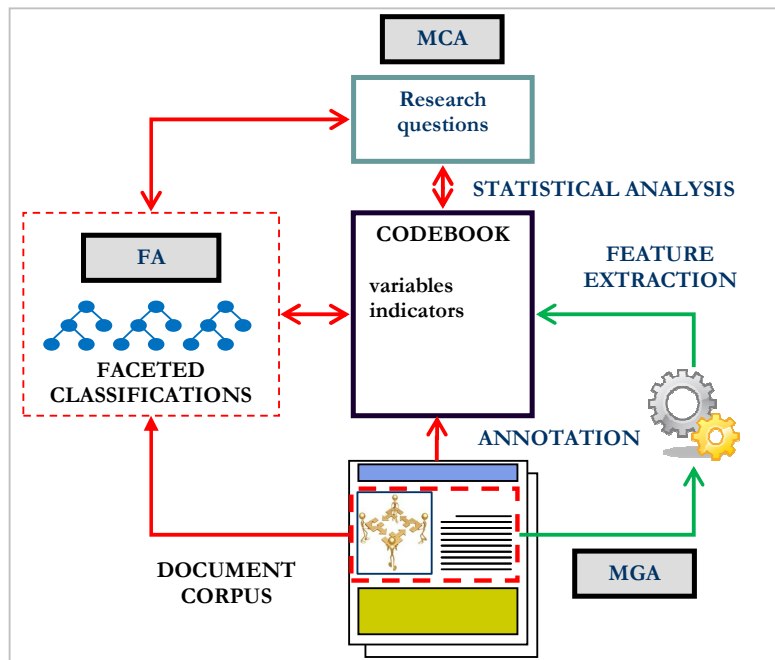 MCA
Research
questions
STATISTICAL ANALYSIS
FA
FACETED
CLASSIFICATIONS
CODEBOOK
variables
indicators
FEATURE
EXTRACTION
ANNOTATION
DOCUMENT
CORPUS
MGA